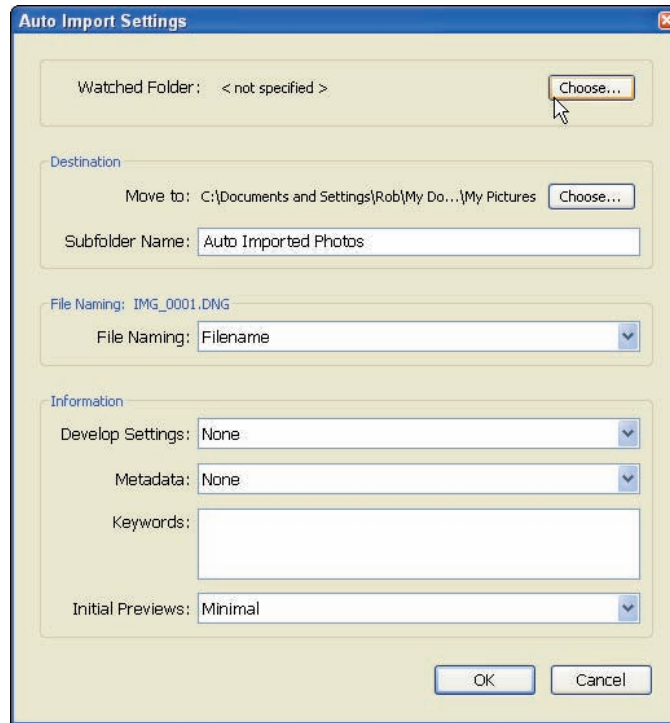 Auto Import Settings
Watched Folder: < not specified > Choose...
Destination
Move to: C:\Documents and Settings\Rob\My Do...\My Pictures Choose...
Subfolder Name: Auto Imported Photos
File Naming: IMG_0001.DNG
File Naming: Filename
Information
Develop Settings: None
Metadata: None
Keywords:
Initial Previews: Minimal
OK Cancel